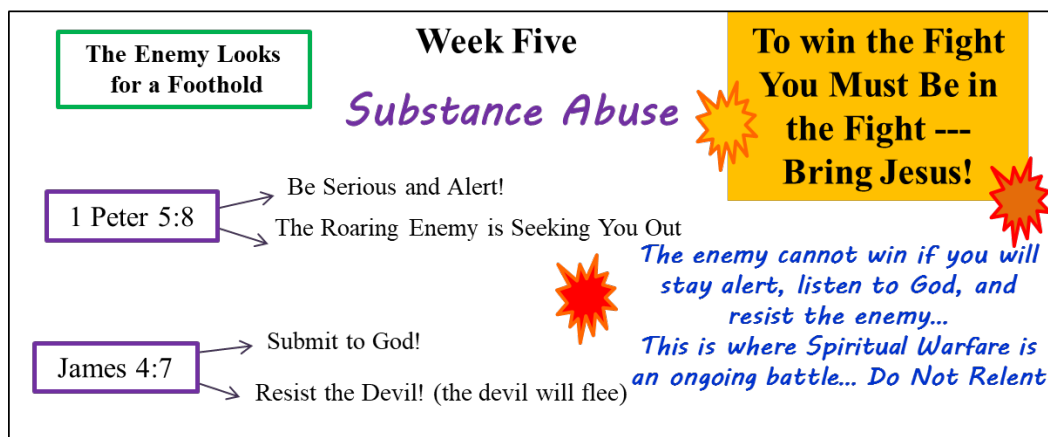 The Enemy Looks
for a Foothold
Week Five
Substance Abuse
To win the Fight
You Must Be in
the Fight ---
Bring Jesus!
1 Peter 5:8
Be Serious and Alert!
The Roaring Enemy is Seeking You Out
The enemy cannot win if you will
stay alert, listen to God, and
resist the enemy...
This is where Spiritual Warfare is
an ongoing battle... Do Not Relent
James 4:7
Submit to God!
Resist the Devil! (the devil will flee)